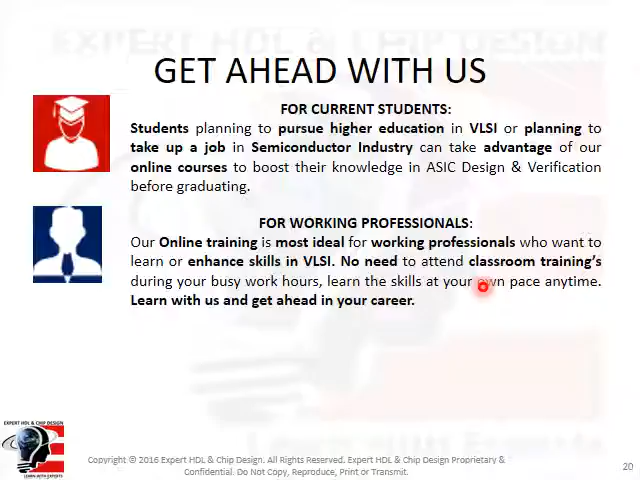 GET AHEAD WITH US
FOR CURRENT STUDENTS:
Students planning to pursue higher education in VLSI or planning to
take up a job in Semiconductor Industry can take advantage of our
online courses to boost their knowledge in ASIC Design & Verification
before graduating.
FOR WORKING PROFESSIONALS:
Our Online training is most ideal for working professionals who want to
learn or enhance skills in VLSI. No need to attend classroom training’s
during your busy work hours, learn the skills at your own pace anytime.
Learn with us and get ahead in your career.
EXPERT HDL & CHIP DESIGN
LEARN WITH EXPERTS
Copyright © 2016 Expert HDL & Chip Design. All Rights Reserved. Expert HDL & Chip Design Proprietary &
Confidential. Do Not Copy, Reproduce, Print or Transmit.
20